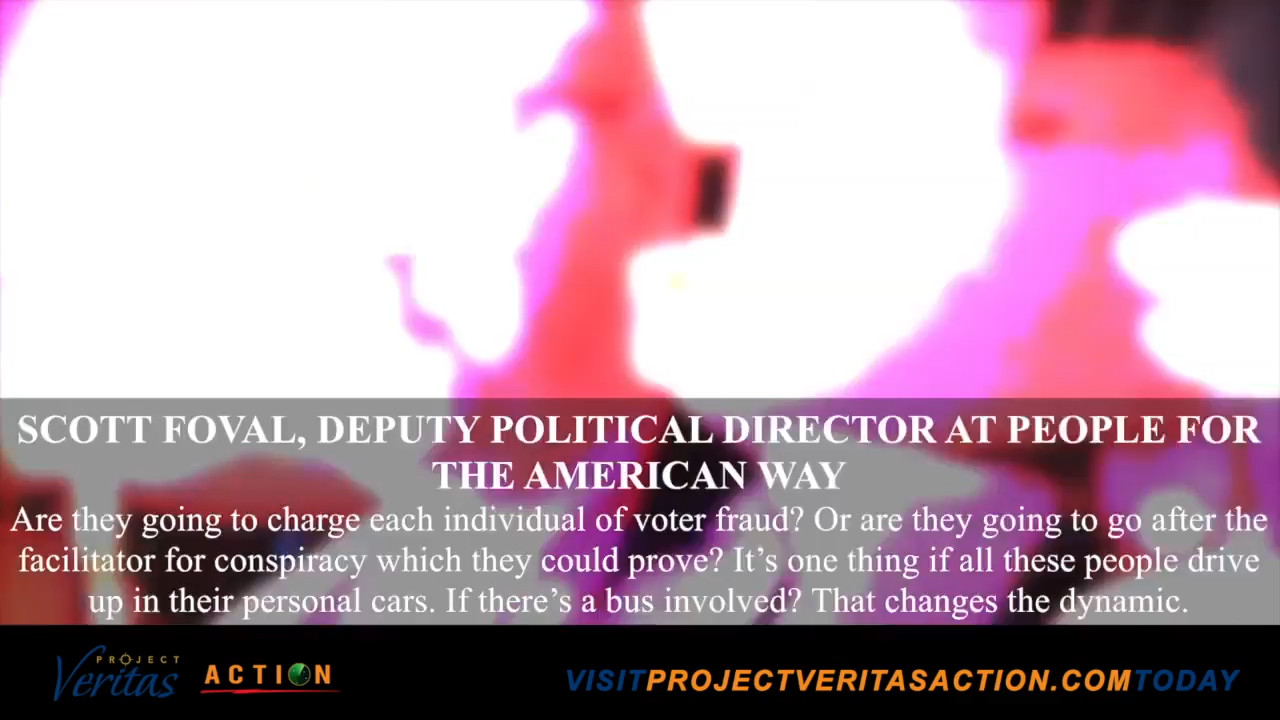 SCOTT FOVAL, DEPUTY POLITICAL DIRECTOR AT PEOPLE FOR
THE AMERICAN WAY
Are they going to charge each individual of voter fraud? Or are they going to go after the
facilitator for conspiracy which they could prove? It’s one thing if all these people drive
up in their personal cars. If there’s a bus involved? That changes the dynamic.
PROJECT
Veritas ACTION
VISITPROJECTVERITASACTION.COMTODAY